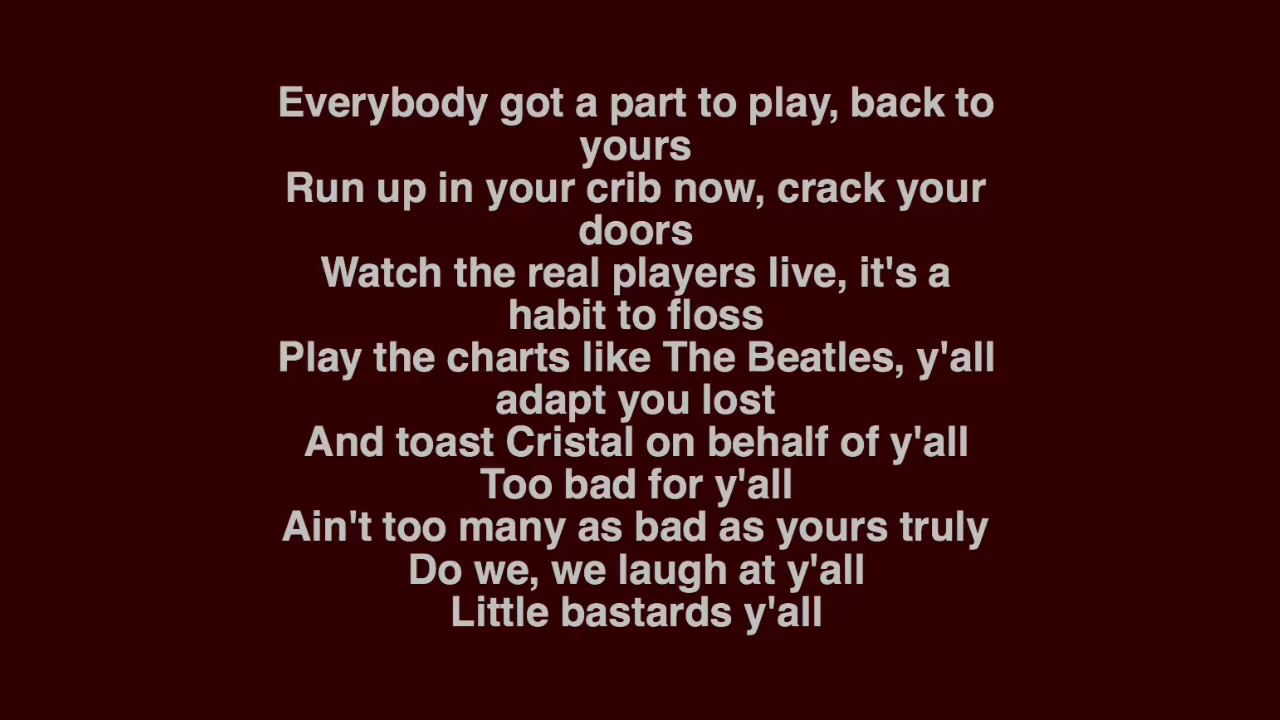 Everybody got a part to play, back to
yours
Run up in your crib now, crack your
doors
Watch the real players live, it's a
habit to floss
Play the charts like The Beatles, y'all
adapt you lost
And toast Cristal on behalf of y'all
Too bad for y'all
Ain't too many as bad as yours truly
Do we, we laugh at y'all
Little bastards y'all